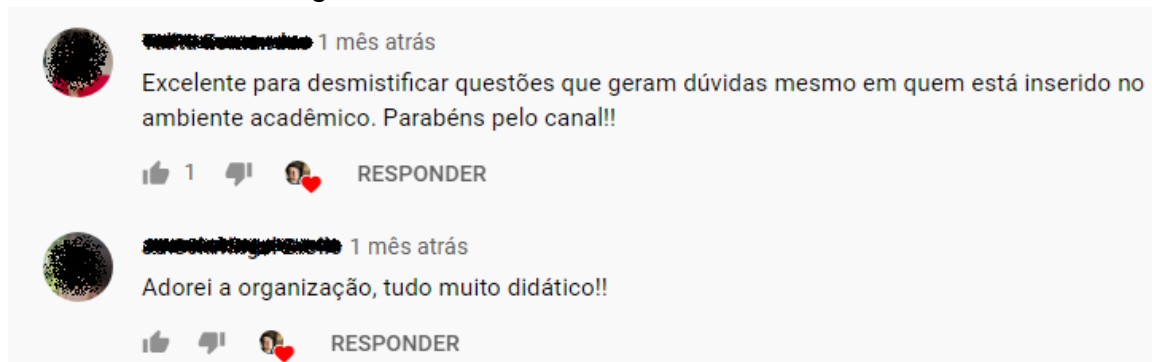 1 mês atrás
Excelente para desmistificar questões que geram dúvidas mesmo em quem está inserido no
ambiente acadêmico. Parabéns pelo canal!!
1 RESPONDER
1 mês atrás
Adorei a organização, tudo muito didático!!
RESPONDER